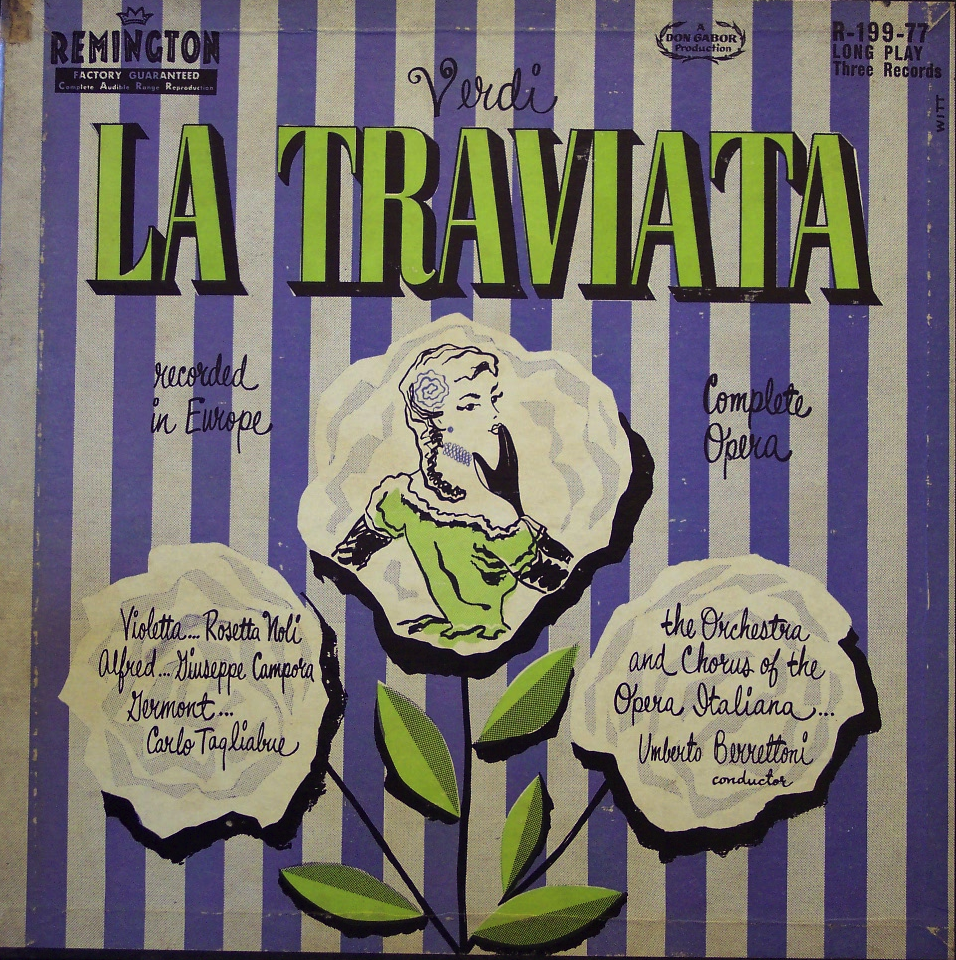 REMINGTON
FACTORY GUARANTEED
Complete Audible Range Reproduction
A
DON GABOR
Production
R-199-77
LONG PLAY
Three Records
WITT
Verdi
LA TRAVIATA
recorded
in Europe
Complete
Opera
Violetta... Rosetta Noli
Alfred... Giuseppe Campora
Germont...
Carlo Tagliabue
the Orchestra
and Chorus of the
Opera Italiana...
Umberto Berrettoni
conductor